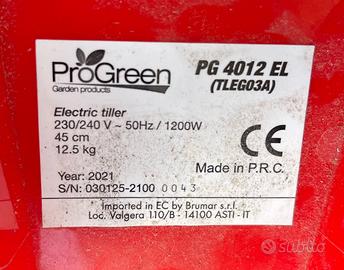 ProGreen
Garden products
PG 4012 EL
(TLEG03A)
Electric tiller
230/240 V ~ 50Hz / 1200W
45 cm
12.5 kg
CE
Made in P.R.C.
Year: 2021
S/N: 030125-2100 0043
Imported in EC by Brumar s.r.l.
Loc. Valgera 110/B - 14100 ASTI - IT
subito